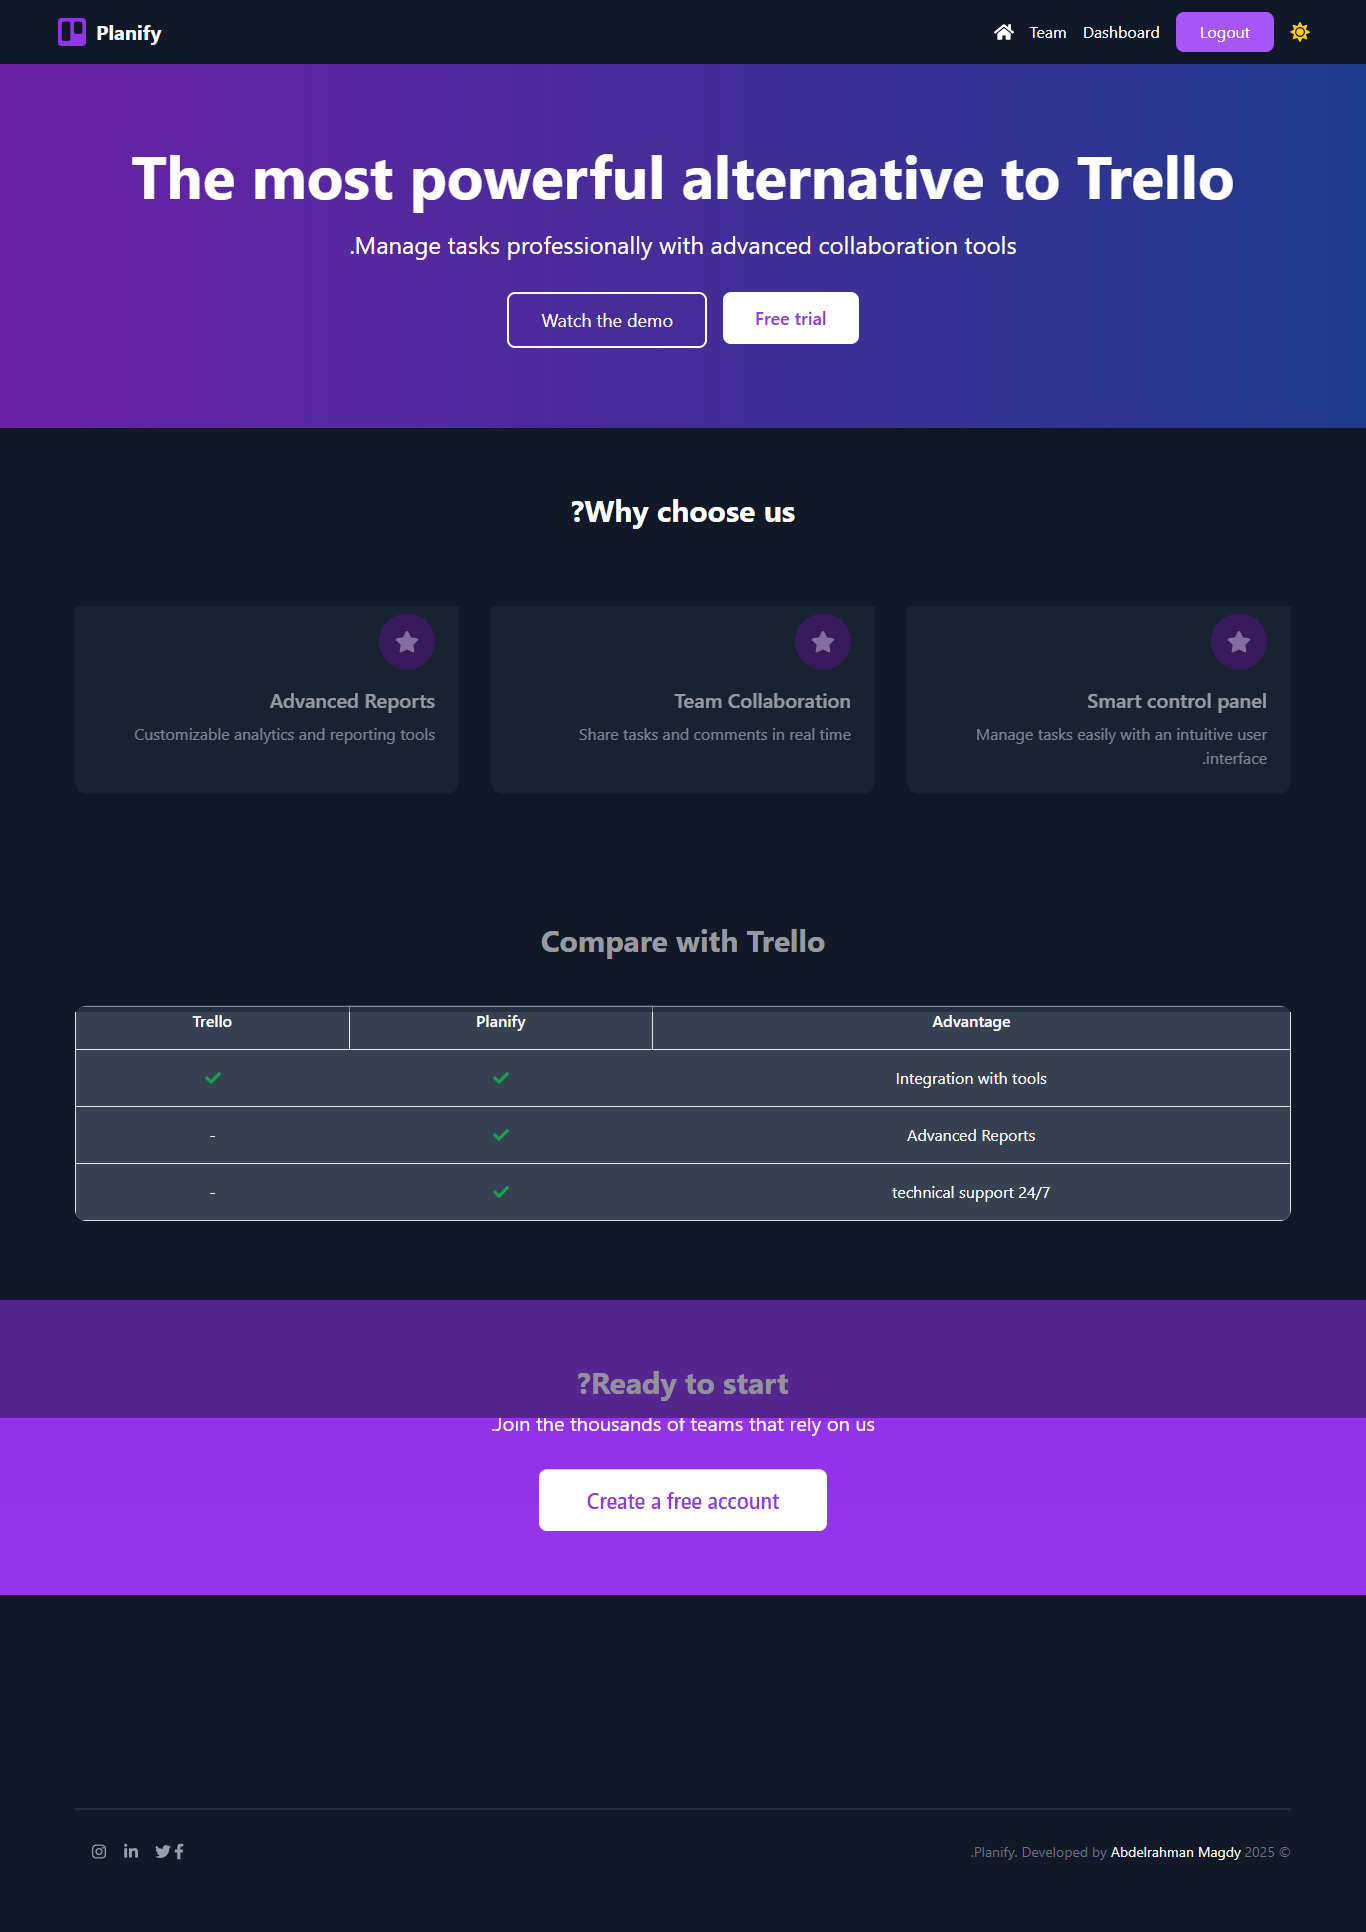 Planify
Team Dashboard Logout
The most powerful alternative to Trello
.Manage tasks professionally with advanced collaboration tools
Watch the demo Free trial
?Why choose us
Advanced Reports
Customizable analytics and reporting tools
Team Collaboration
Share tasks and comments in real time
Smart control panel
Manage tasks easily with an intuitive user
.interface
Compare with Trello
Trello Planify Advantage
Integration with tools
- Advanced Reports
- technical support 24/7
?Ready to start
.Join the thousands of teams that rely on us
Create a free account
.Planify. Developed by Abdelrahman Magdy 2025 ©